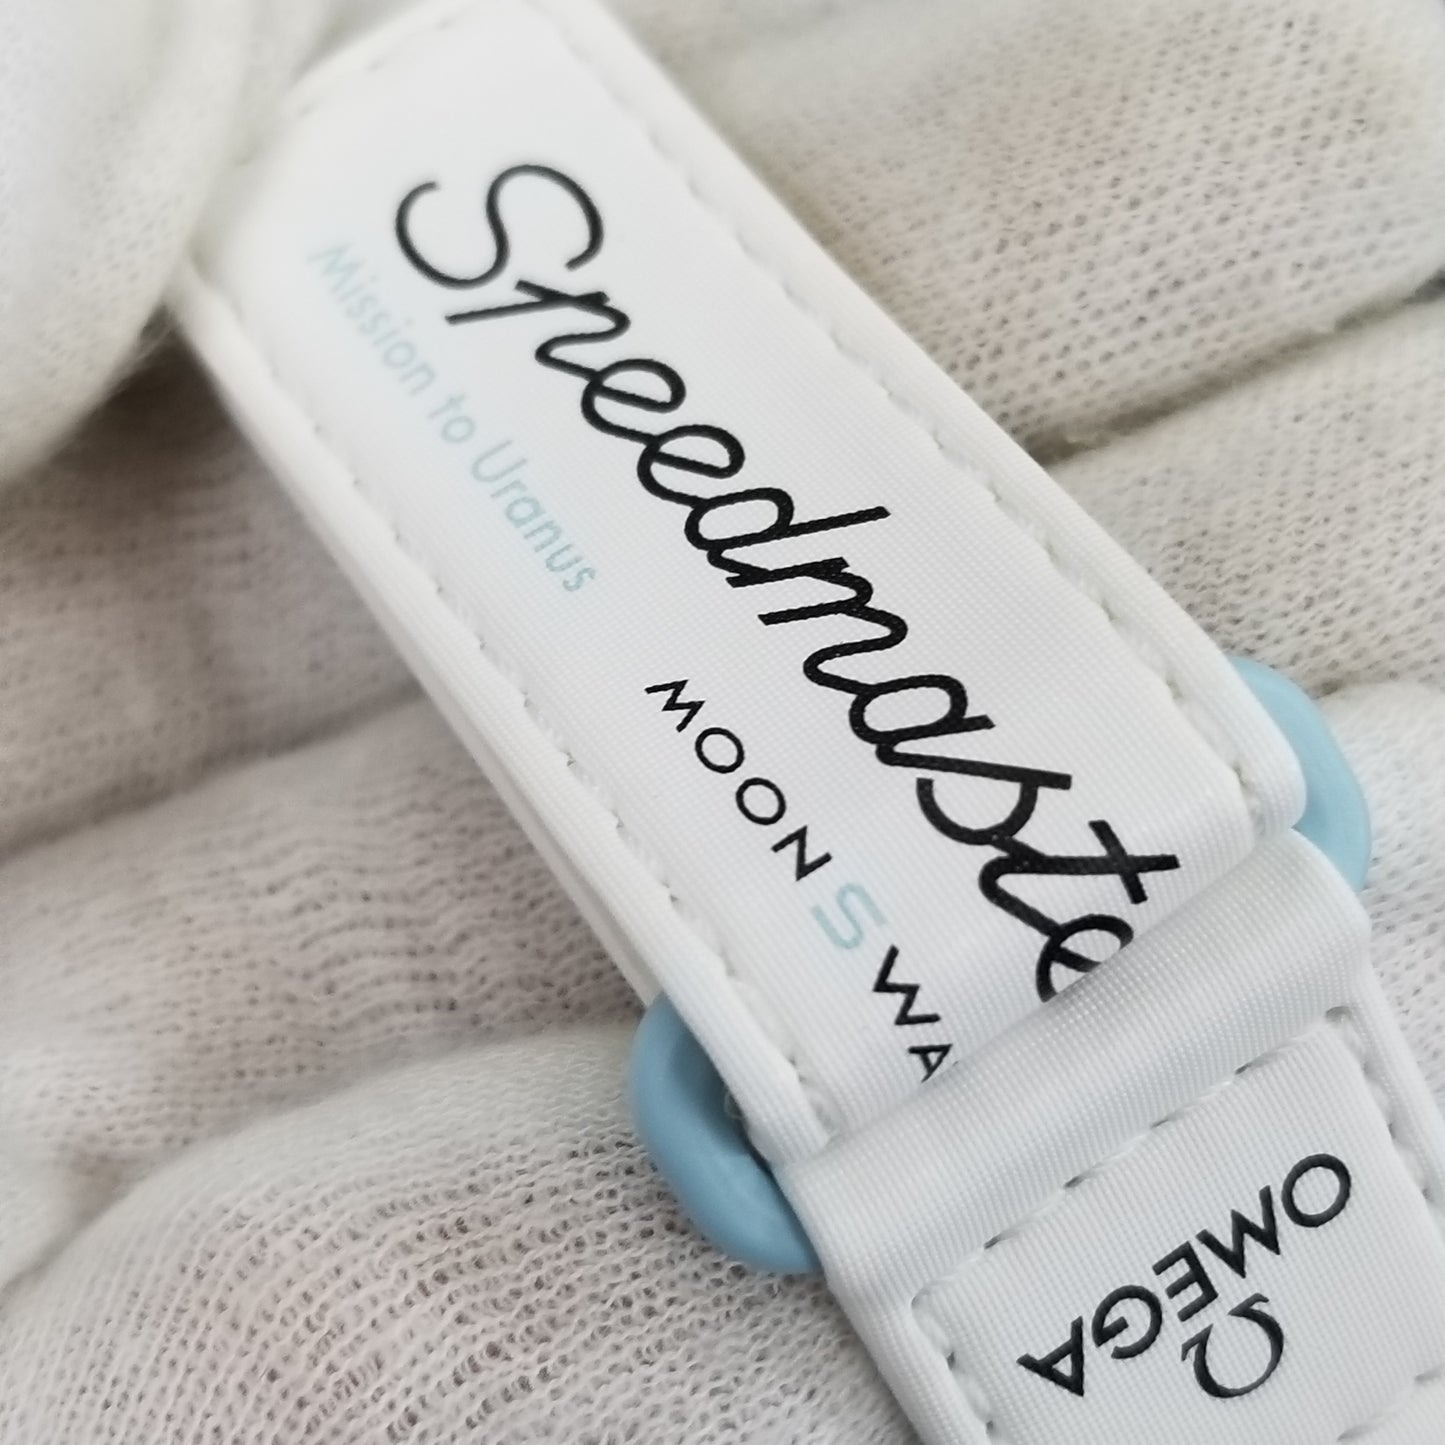 Speedmaste
Mission to Uranus
MOONSWA
Ω
OMEGA